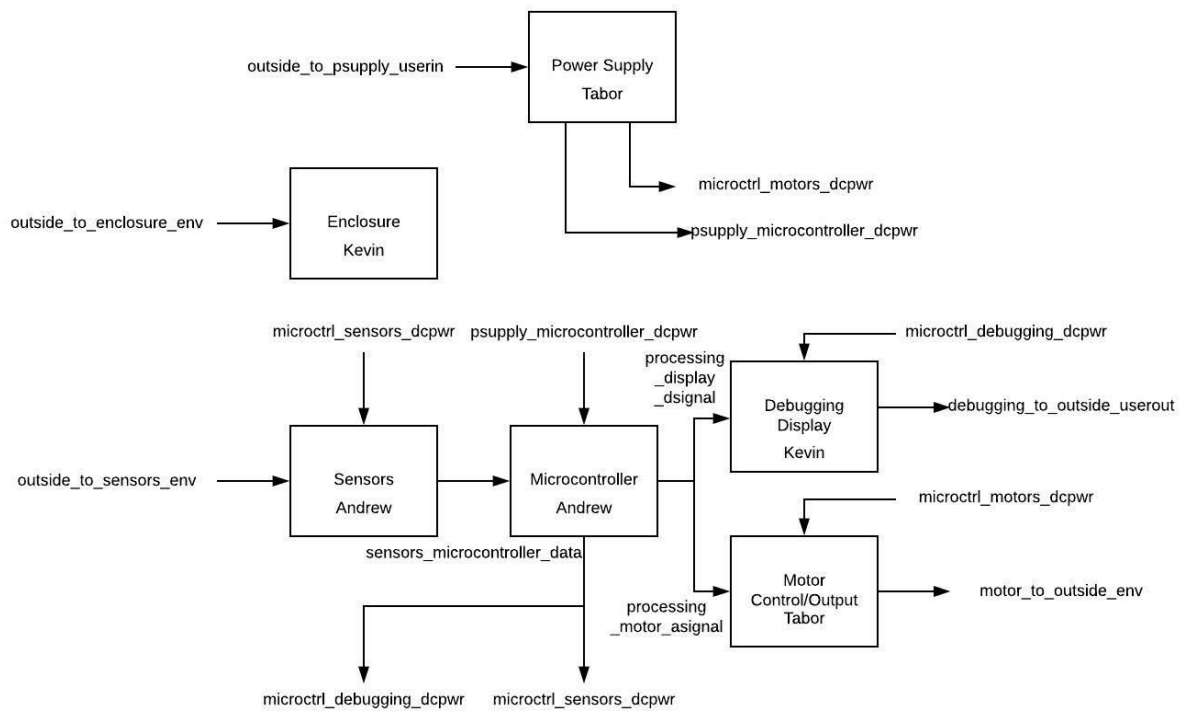 outside_to_psupply_userin
Power Supply
Tabor
microctrl_motors_dcpwr
psupply_microcontroller_dcpwr
outside_to_enclosure_env
Enclosure
Kevin
microctrl_sensors_dcpwr
psupply_microcontroller_dcpwr
microctrl_debugging_dcpwr
processing
_display
_dsignal
Debugging
Display
Kevin
debugging_to_outside_userout
outside_to_sensors_env
Sensors
Andrew
Microcontroller
Andrew
microctrl_motors_dcpwr
sensors_microcontroller_data
processing
_motor_asignal
Motor
Control/Output
Tabor
motor_to_outside_env
microctrl_debugging_dcpwr
microctrl_sensors_dcpwr